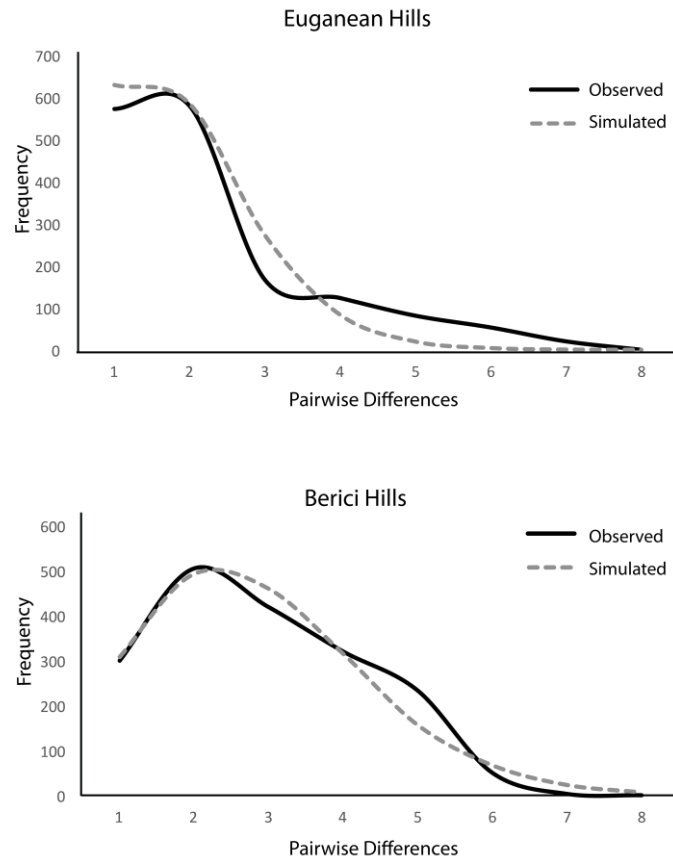 Euganean Hills
700
600
500
400
300
200
100
0
Frequency
Observed
Simulated
1 2 3 4 5 6 7 8
Pairwise Differences
Berici Hills
600
500
400
300
200
100
0
Frequency
Observed
Simulated
1 2 3 4 5 6 7 8
Pairwise Differences